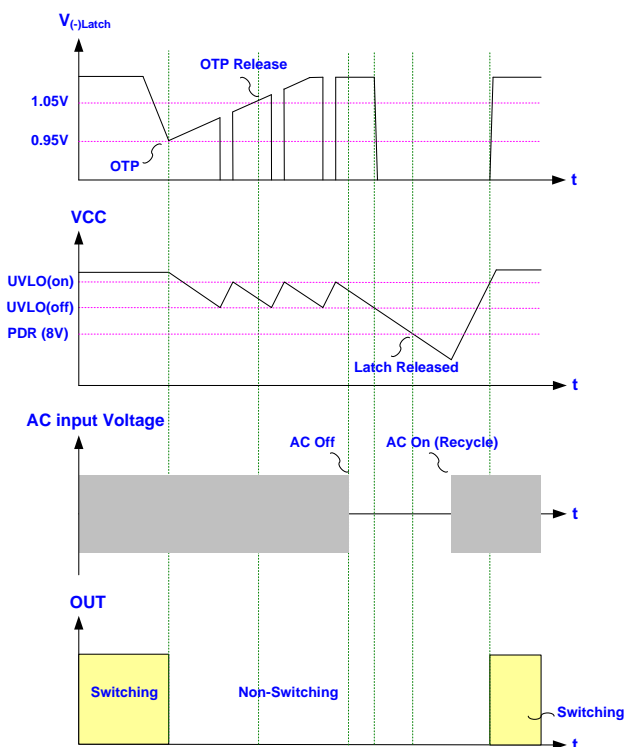 V(-)Latch
OTP Release
1.05V
0.95V
OTP
t
VCC
UVLO(on)
UVLO(off)
PDR (8V)
Latch Released
t
AC input Voltage
AC Off
AC On (Recycle)
t
OUT
Switching
Non-Switching
Switching
t